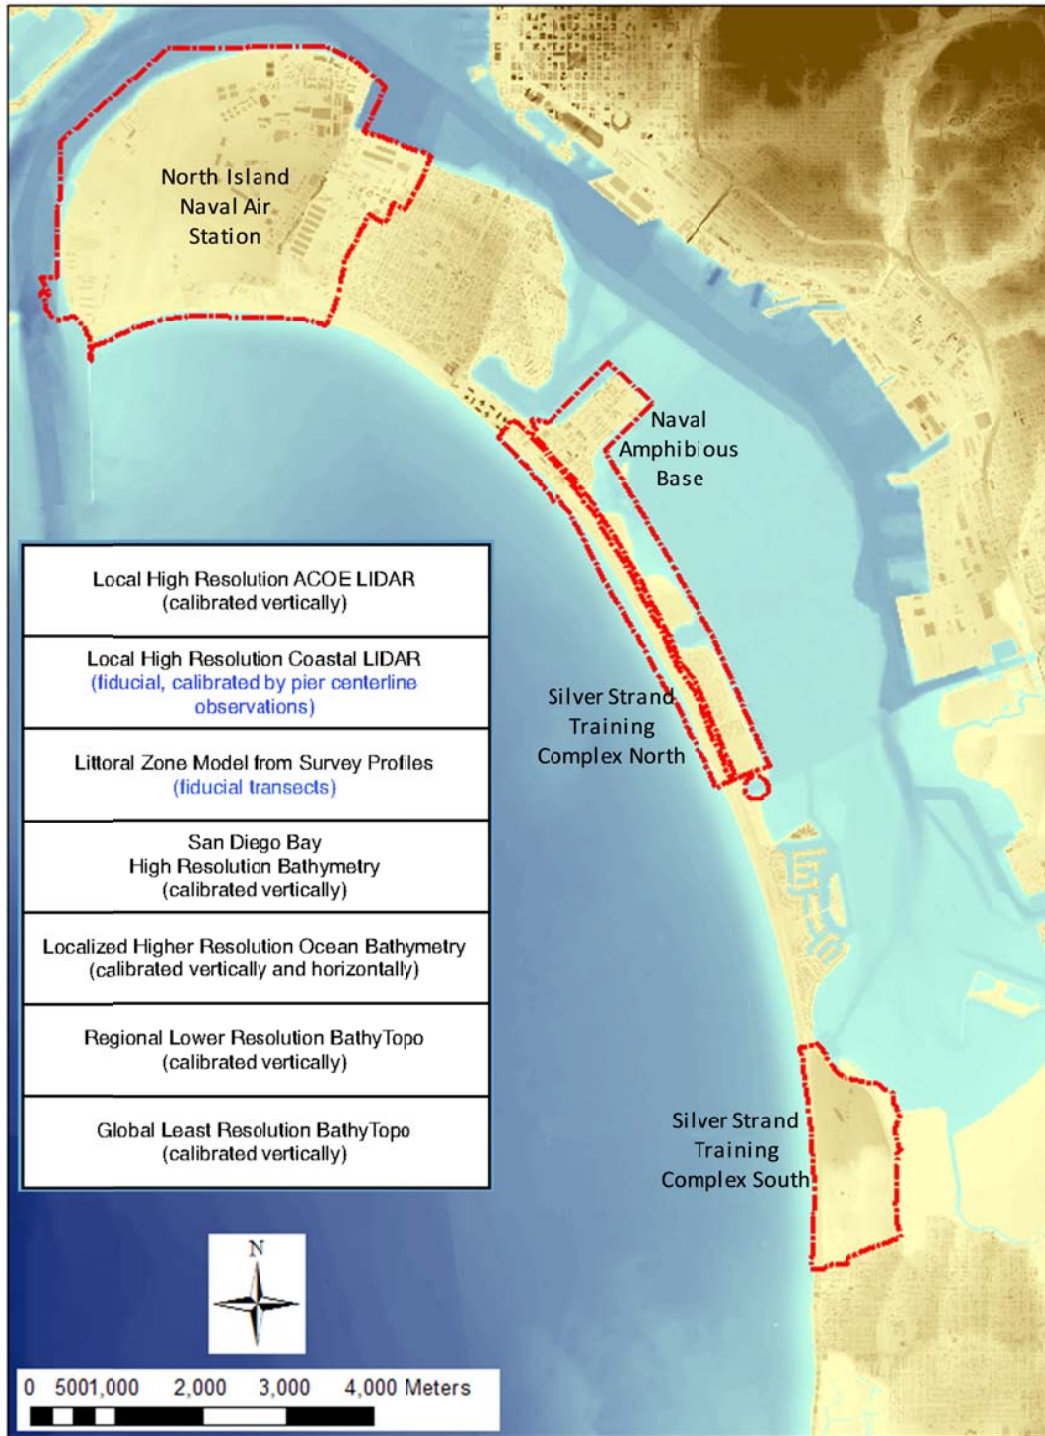 North Island
Naval Air
Station
Naval
Amphibious
Base
Local High Resolution ACOE LIDAR
(calibrated vertically)
Local High Resolution Coastal LIDAR
(fiducial, calibrated by pier centerline
observations)
Littoral Zone Model from Survey Profiles
(fiducial transects)
San Diego Bay
High Resolution Bathymetry
(calibrated vertically)
Localized Higher Resolution Ocean Bathymetry
(calibrated vertically and horizontally)
Regional Lower Resolution BathyTopo
(calibrated vertically)
Global Least Resolution BathyTopo
(calibrated vertically)
Silver Strand
Training
Complex North
Silver Strand
Training
Complex South
N
0 5001,000 2,000 3,000 4,000 Meters